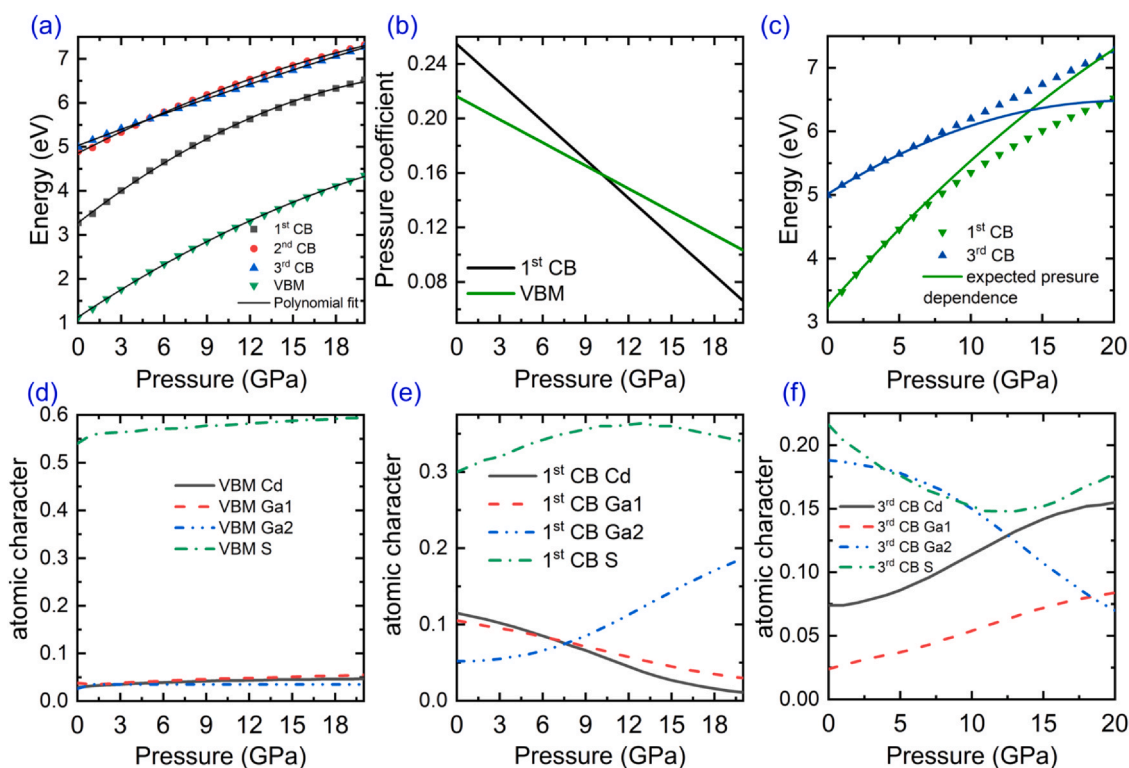 (a)
7
6
5
4
3
2
1
Energy (eV)
1st CB
2nd CB
3rd CB
VBM
Polynomial fit
0 3 6 9 12 15 18
Pressure (GPa)
(b)
0.24
0.20
0.16
0.12
0.08
Pressure coefficient
1st CB
VBM
0 3 6 9 12 15 18
Pressure (GPa)
(c)
7
6
5
4
3
Energy (eV)
1st CB
3rd CB
expected presure
dependence
0 5 10 15 20
Pressure (GPa)
(d)
0.6
0.5
0.4
0.3
0.2
0.1
0.0
atomic character
VBM Cd
VBM Ga1
VBM Ga2
VBM S
0 3 6 9 12 15 18
Pressure (GPa)
(e)
0.3
0.2
0.1
0.0
atomic character
1st CB Cd
1st CB Ga1
1st CB Ga2
1st CB S
0 3 6 9 12 15 18
Pressure (GPa)
(f)
0.20
0.15
0.10
0.05
0.00
atomic character
3rd CB Cd
3rd CB Ga1
3rd CB Ga2
3rd CB S
0 5 10 15 20
Pressure (GPa)